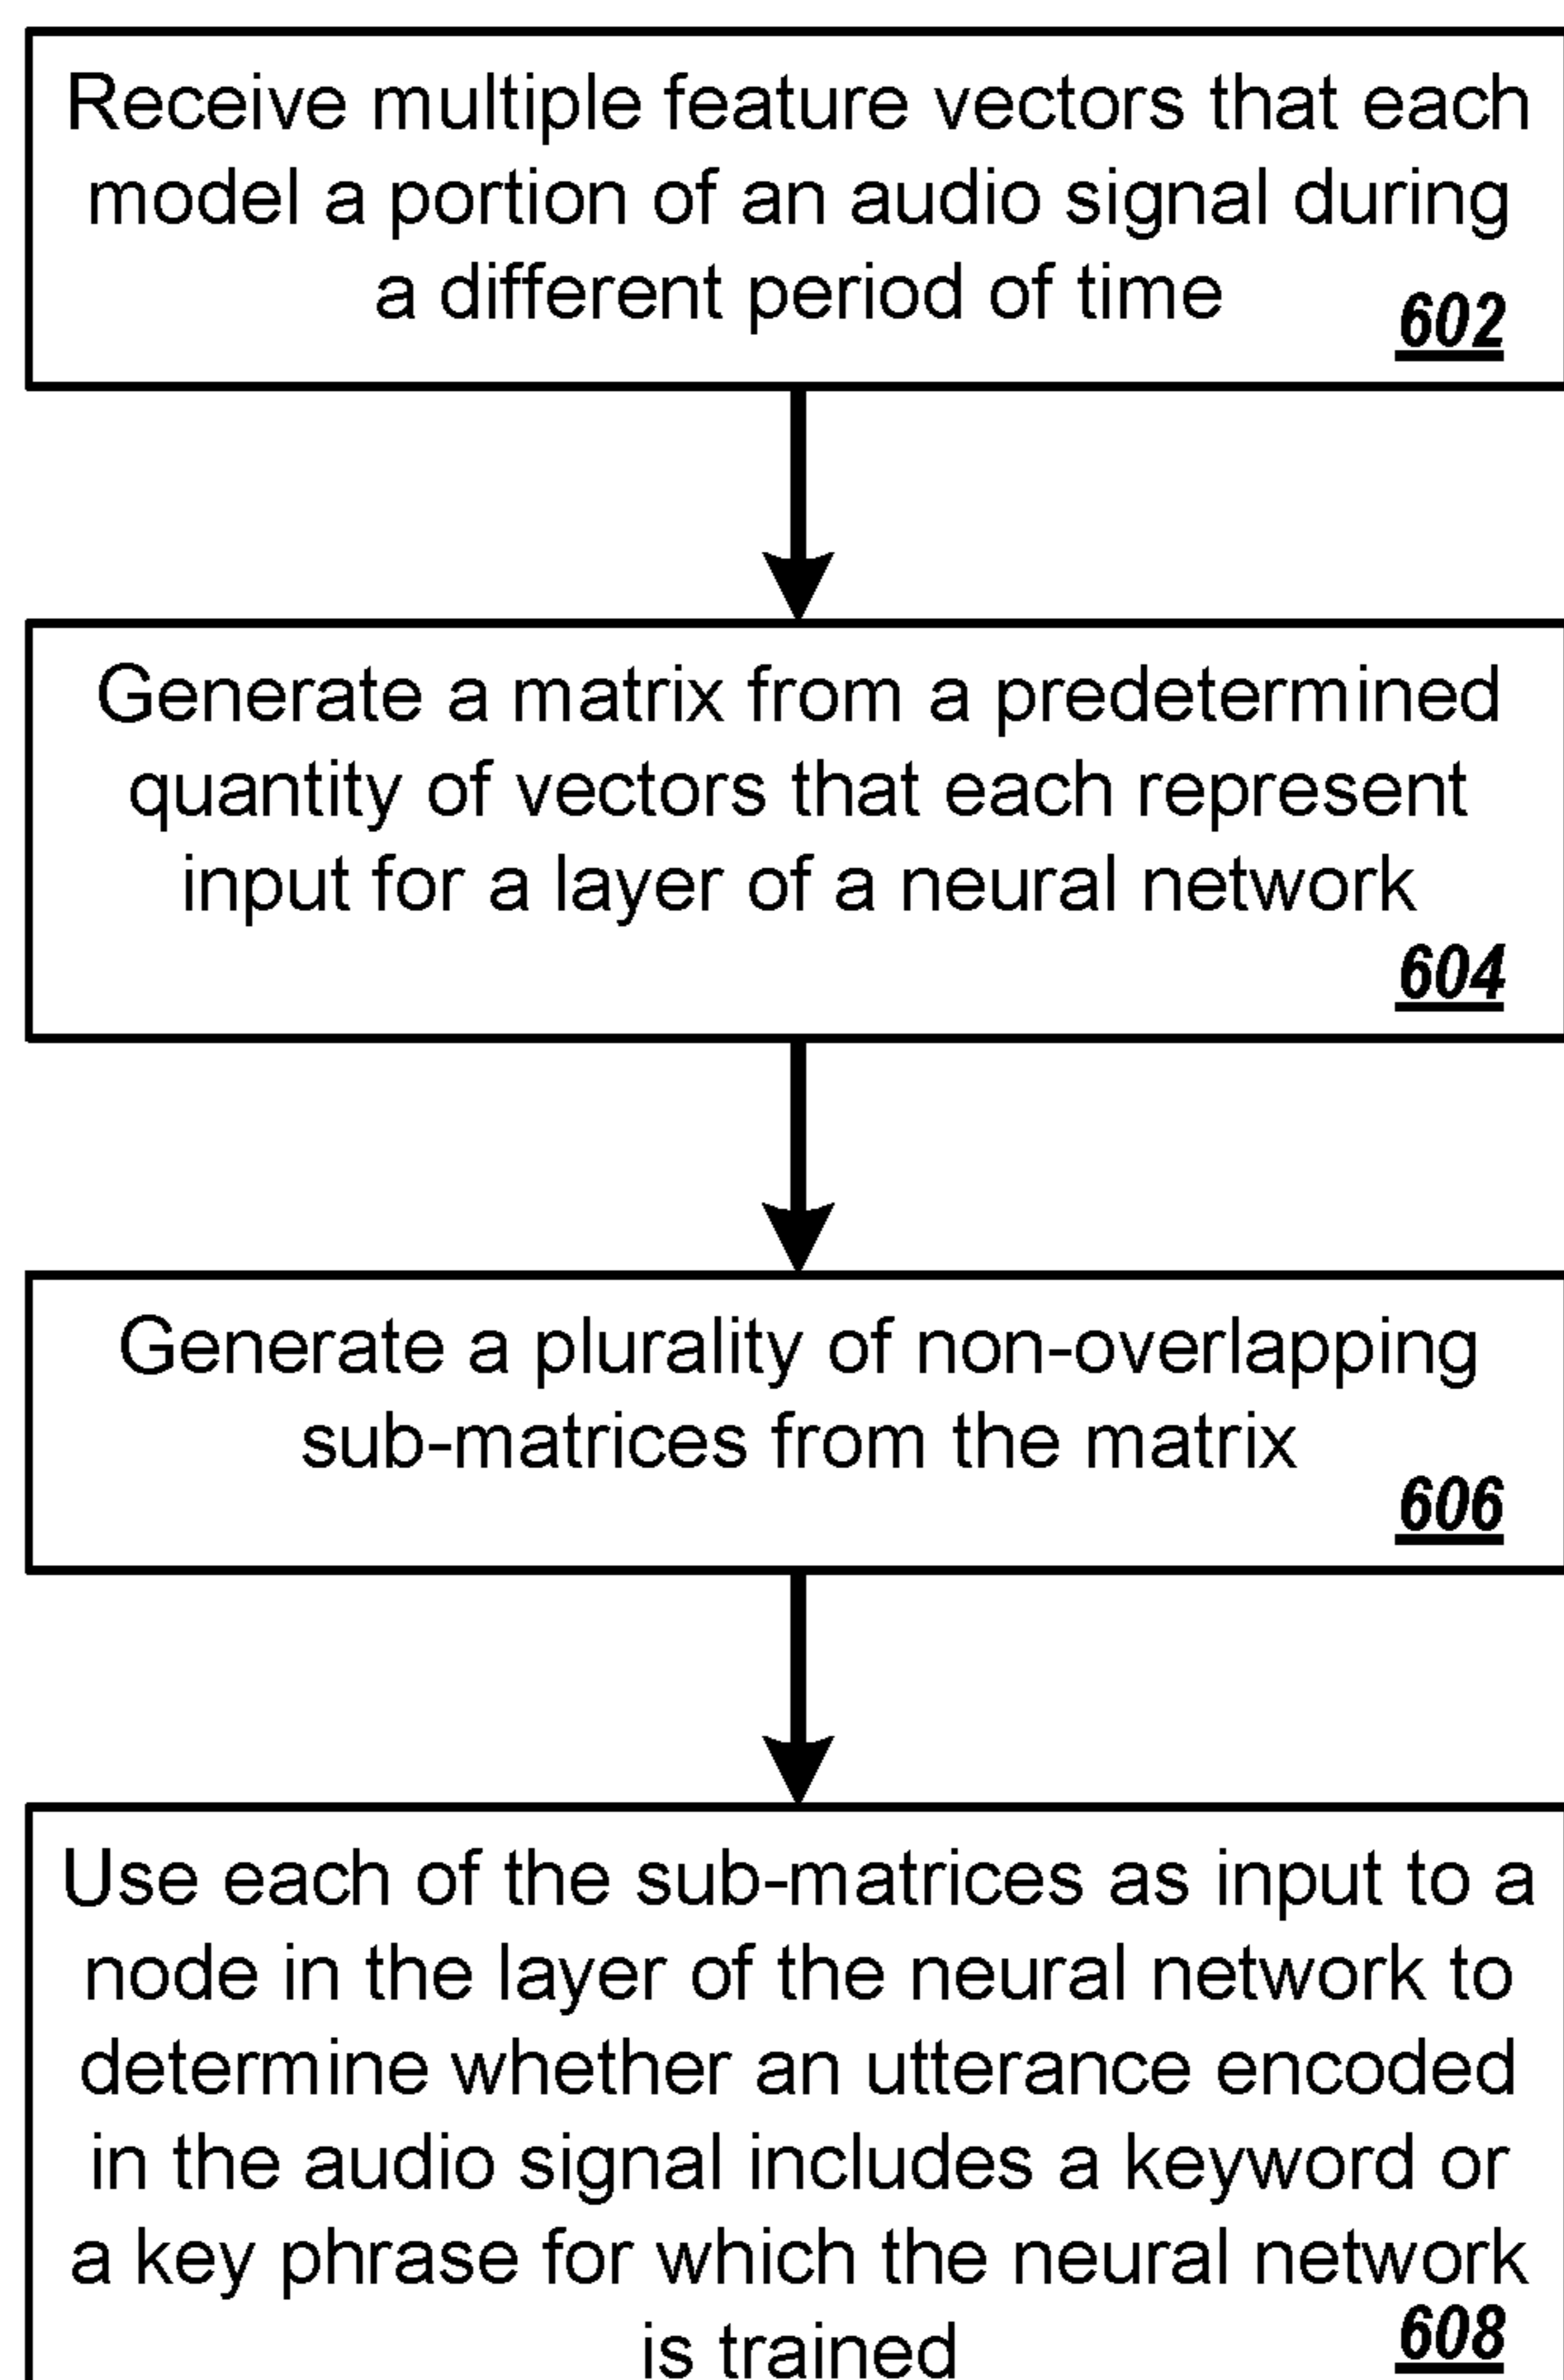 Receive multiple feature vectors that each
model a portion of an audio signal during
a different period of time
602
Generate a matrix from a predetermined
quantity of vectors that each represent
input for a layer of a neural network
604
Generate a plurality of non-overlapping
sub-matrices from the matrix
606
Use each of the sub-matrices as input to a
node in the layer of the neural network to
determine whether an utterance encoded
in the audio signal includes a keyword or
a key phrase for which the neural network
is trained
608